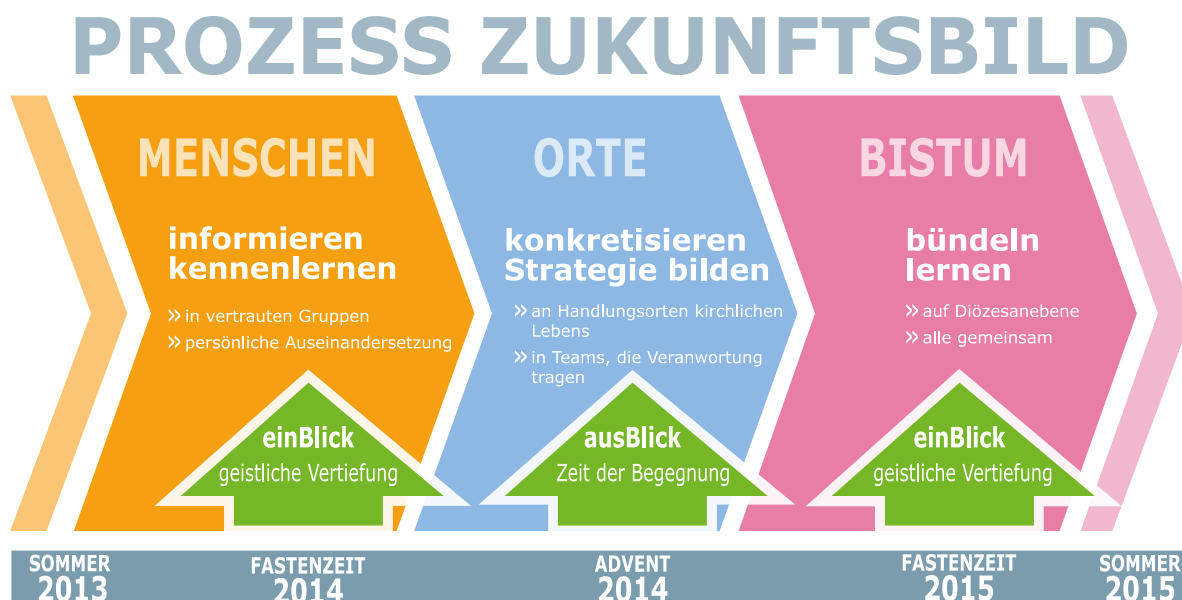 PROZESS ZUKUNFTSBILD
MENSCHEN
informieren
kennenlernen
» in vertrauten Gruppen
» persönliche Auseinandersetzung
einBlick
geistliche Vertiefung
ORTE
konkretisieren
Strategie bilden
» an Handlungsorten kirchlichen
Lebens
» in Teams, die Veranwortung
tragen
ausBlick
Zeit der Begegnung
BISTUM
bündeln
lernen
» auf Diözesanebene
» alle gemeinsam
einBlick
geistliche Vertiefung
SOMMER
2013
FASTENZEIT
2014
ADVENT
2014
FASTENZEIT
2015
SOMMER
2015